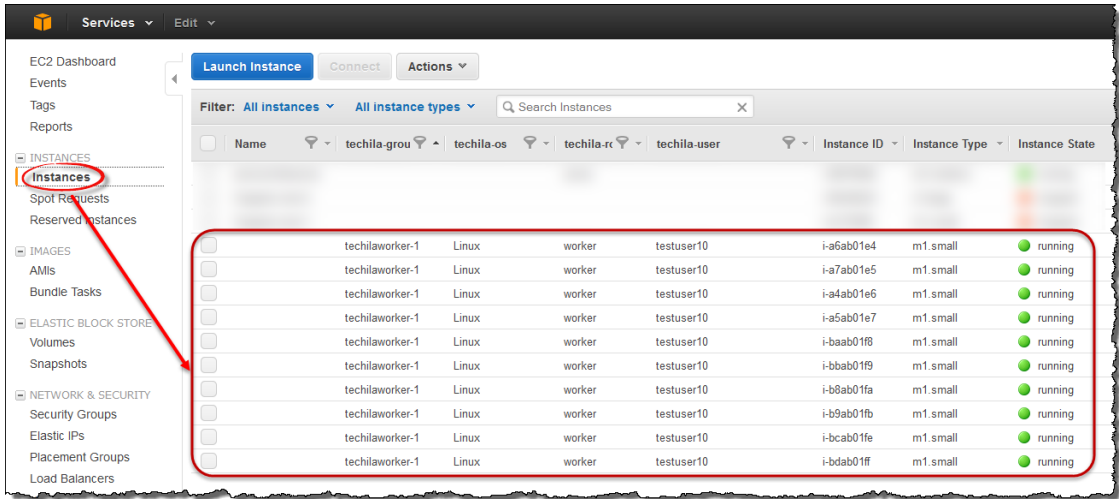 Services Edit
EC2 Dashboard
Events
Tags
Reports
INSTANCES
Instances
Spot Requests
Reserved Instances
IMAGES
AMIs
Bundle Tasks
ELASTIC BLOCK STORE
Volumes
Snapshots
NETWORK & SECURITY
Security Groups
Elastic IPs
Placement Groups
Load Balancers
Launch Instance Connect Actions
Filter: All instances All instance types Search Instances
Name techila-grou techila-os techila-rc techila-user Instance ID Instance Type Instance State
techilaworker-1 Linux worker testuser10 i-a6ab01e4 m1.small running
techilaworker-1 Linux worker testuser10 i-a7ab01e5 m1.small running
techilaworker-1 Linux worker testuser10 i-a4ab01e6 m1.small running
techilaworker-1 Linux worker testuser10 i-a5ab01e7 m1.small running
techilaworker-1 Linux worker testuser10 i-baab01f8 m1.small running
techilaworker-1 Linux worker testuser10 i-bbab01f9 m1.small running
techilaworker-1 Linux worker testuser10 i-b8ab01fa m1.small running
techilaworker-1 Linux worker testuser10 i-b9ab01fb m1.small running
techilaworker-1 Linux worker testuser10 i-bcab01fe m1.small running
techilaworker-1 Linux worker testuser10 i-bdab01ff m1.small running